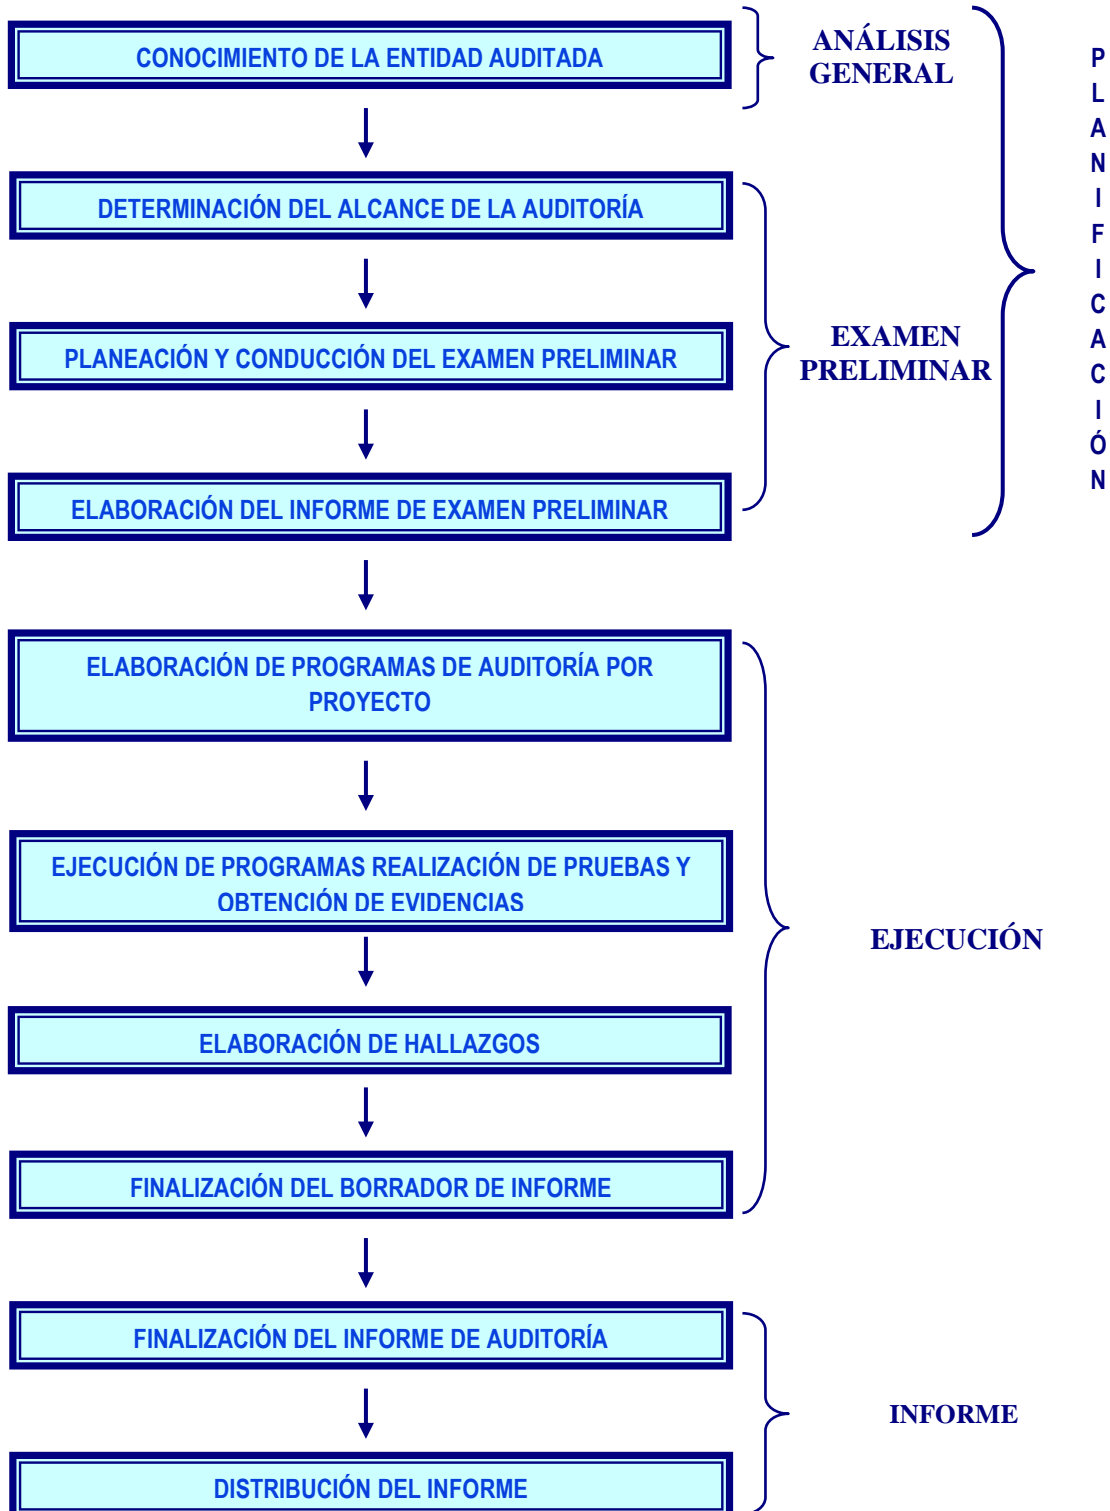 CONOCIMIENTO DE LA ENTIDAD AUDITADA
ANÁLISIS
GENERAL
DETERMINACIÓN DEL ALCANCE DE LA AUDITORÍA
PLANEACIÓN Y CONDUCCIÓN DEL EXAMEN PRELIMINAR
ELABORACIÓN DEL INFORME DE EXAMEN PRELIMINAR
EXAMEN
PRELIMINAR
P
L
A
N
I
F
I
C
A
C
I
Ó
N
ELABORACIÓN DE PROGRAMAS DE AUDITORÍA POR
PROYECTO
EJECUCIÓN DE PROGRAMAS REALIZACIÓN DE PRUEBAS Y
OBTENCIÓN DE EVIDENCIAS
ELABORACIÓN DE HALLAZGOS
FINALIZACIÓN DEL BORRADOR DE INFORME
EJECUCIÓN
FINALIZACIÓN DEL INFORME DE AUDITORÍA
DISTRIBUCIÓN DEL INFORME
INFORME